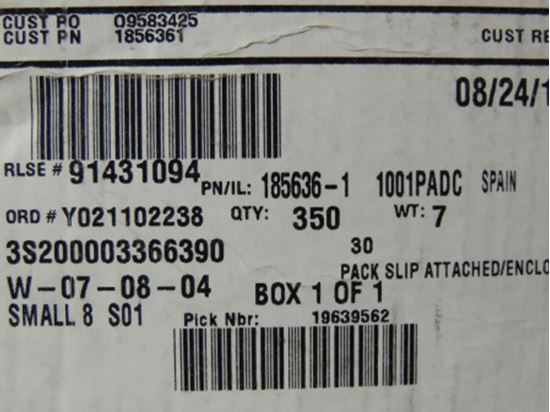 CUST PO 09583425
CUST PN 1856361 CUST
08/24/1
RLSE # 91431094 PN/IL: 185636-1 1001PADC SPAIN
ORD # Y021102238 QTY: 350 WT: 7
3S200003366390 30
PACK SLIP ATTACHED/ENCLO
W-07-08-04 BOX 1 OF 1
SMALL 8 S01 Pick Nbr: 19639562